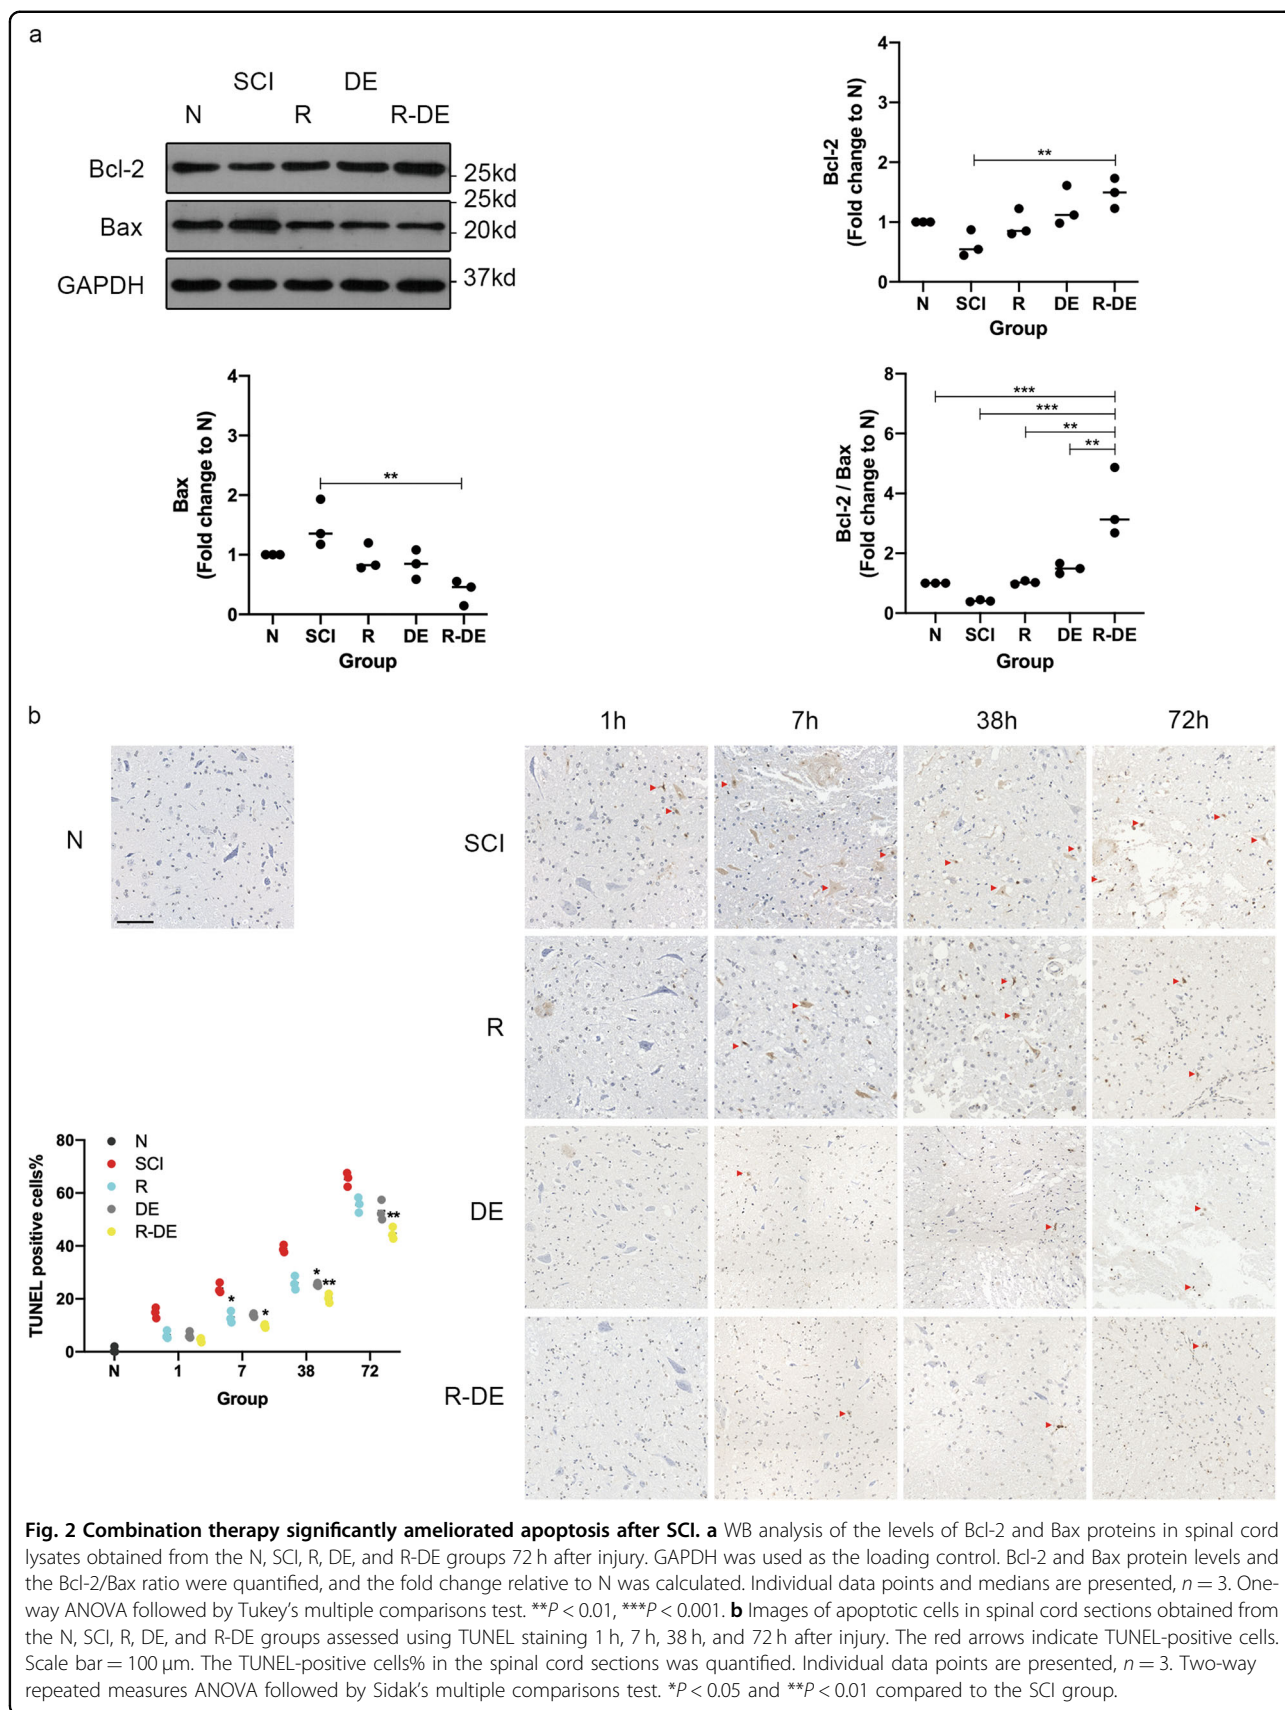 a
SCI DE
N R R-DE
Bcl-2
25kd
25kd
Bax
20kd
GAPDH
37kd
Bcl-2
(Fold change to N)
4
3
2
1
0
**
N SCI R DE R-DE
Group
Bax
(Fold change to N)
4
3
2
1
0
**
N SCI R DE R-DE
Group
Bcl-2 / Bax
(Fold change to N)
8
6
4
2
0
***
***
**
**
N SCI R DE R-DE
Group
b
1h 7h 38h 72h
N
SCI
R
DE
R-DE
TUNEL positive cells%
80
60
40
20
0
N
SCI
R
DE
R-DE
*
*
*
**
**
N 1 7 38 72
Group
Fig. 2 Combination therapy significantly ameliorated apoptosis after SCI. a WB analysis of the levels of Bcl-2 and Bax proteins in spinal cord
lysates obtained from the N, SCI, R, DE, and R-DE groups 72 h after injury. GAPDH was used as the loading control. Bcl-2 and Bax protein levels and
the Bcl-2/Bax ratio were quantified, and the fold change relative to N was calculated. Individual data points and medians are presented, n = 3. One-
way ANOVA followed by Tukey's multiple comparisons test. **P < 0.01, ***P < 0.001. b Images of apoptotic cells in spinal cord sections obtained from
the N, SCI, R, DE, and R-DE groups assessed using TUNEL staining 1 h, 7 h, 38 h, and 72 h after injury. The red arrows indicate TUNEL-positive cells.
Scale bar = 100 µm. The TUNEL-positive cells% in the spinal cord sections was quantified. Individual data points are presented, n = 3. Two-way
repeated measures ANOVA followed by Sidak's multiple comparisons test. *P < 0.05 and **P < 0.01 compared to the SCI group.